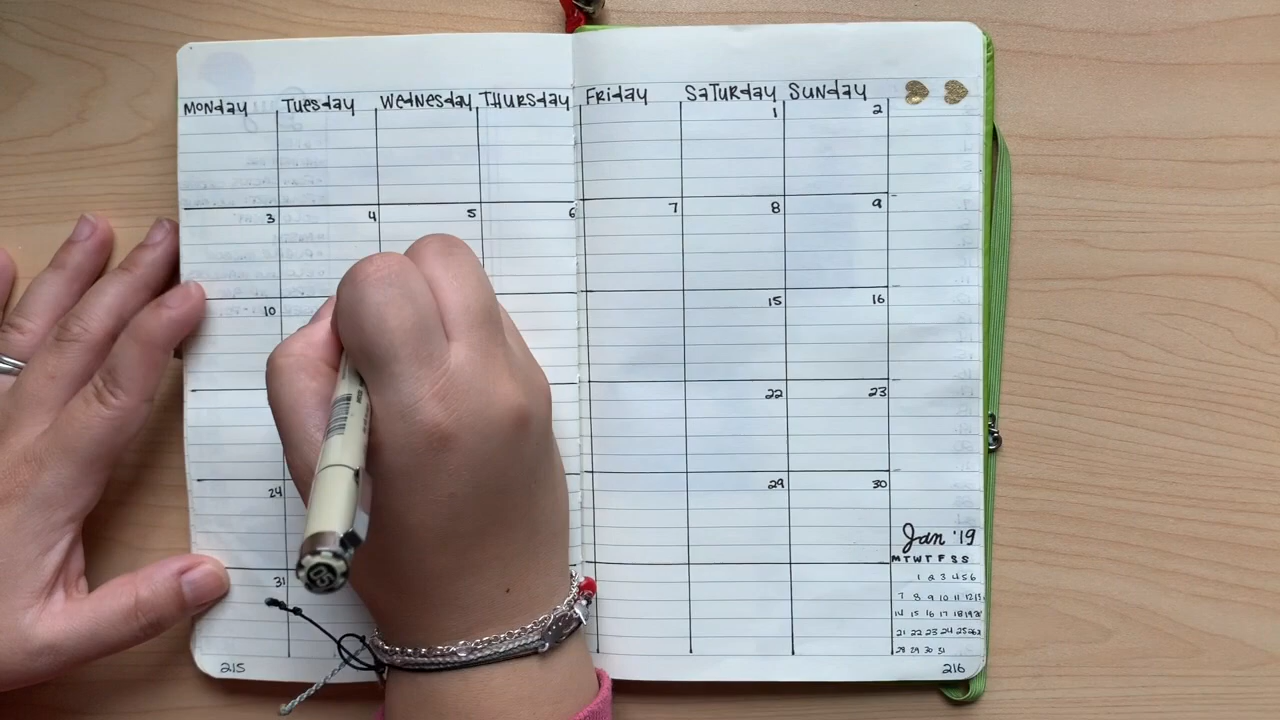 Monday Tuesday Wednesday Thursday Friday Saturday Sunday
1 2
3 4 5 6 7 8 9
10 15 16
22 23
24 29 30
31
Jan '19
M T W T F S S
1 2 3 4 5 6
7 8 9 10 11 12 13
14 15 16 17 18 19 20
21 22 23 24 25 26 27
28 29 30 31
215 216
05